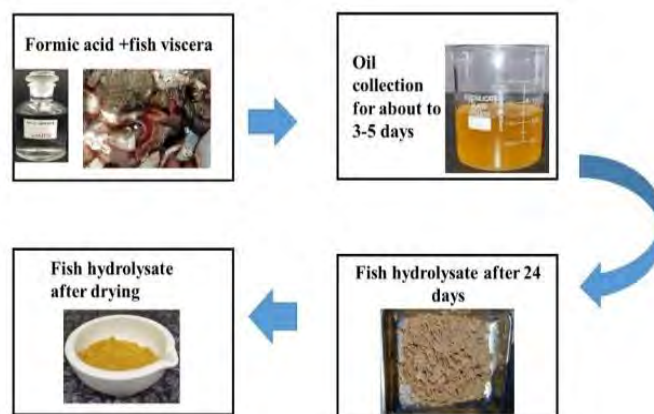 Formic acid +fish viscera
Oil
collection
for about to
3-5 days
Fish hydrolysate after 24
days
Fish hydrolysate
after drying